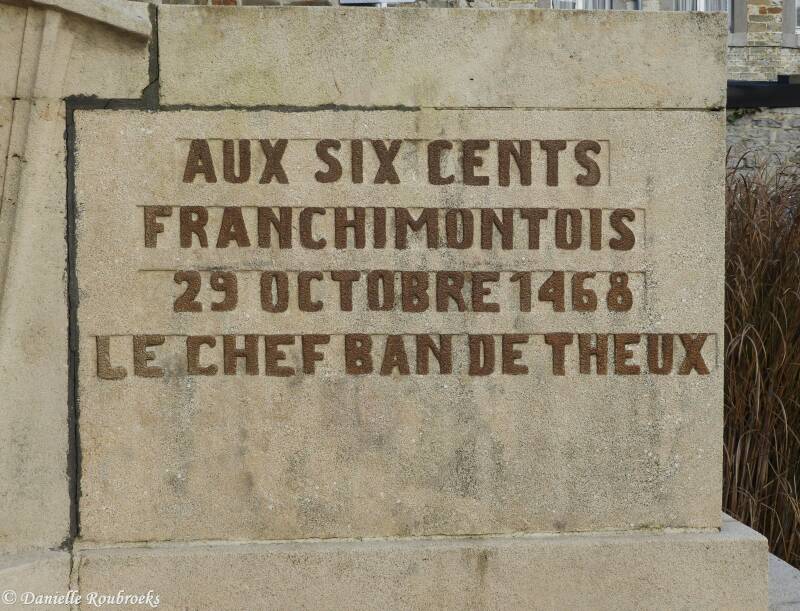 AUX SIX CENTS
FRANCHIMONTOIS
29 OCTOBRE 1468
LE CHEF BAN DE THEUX
© Danielle Roubroeks